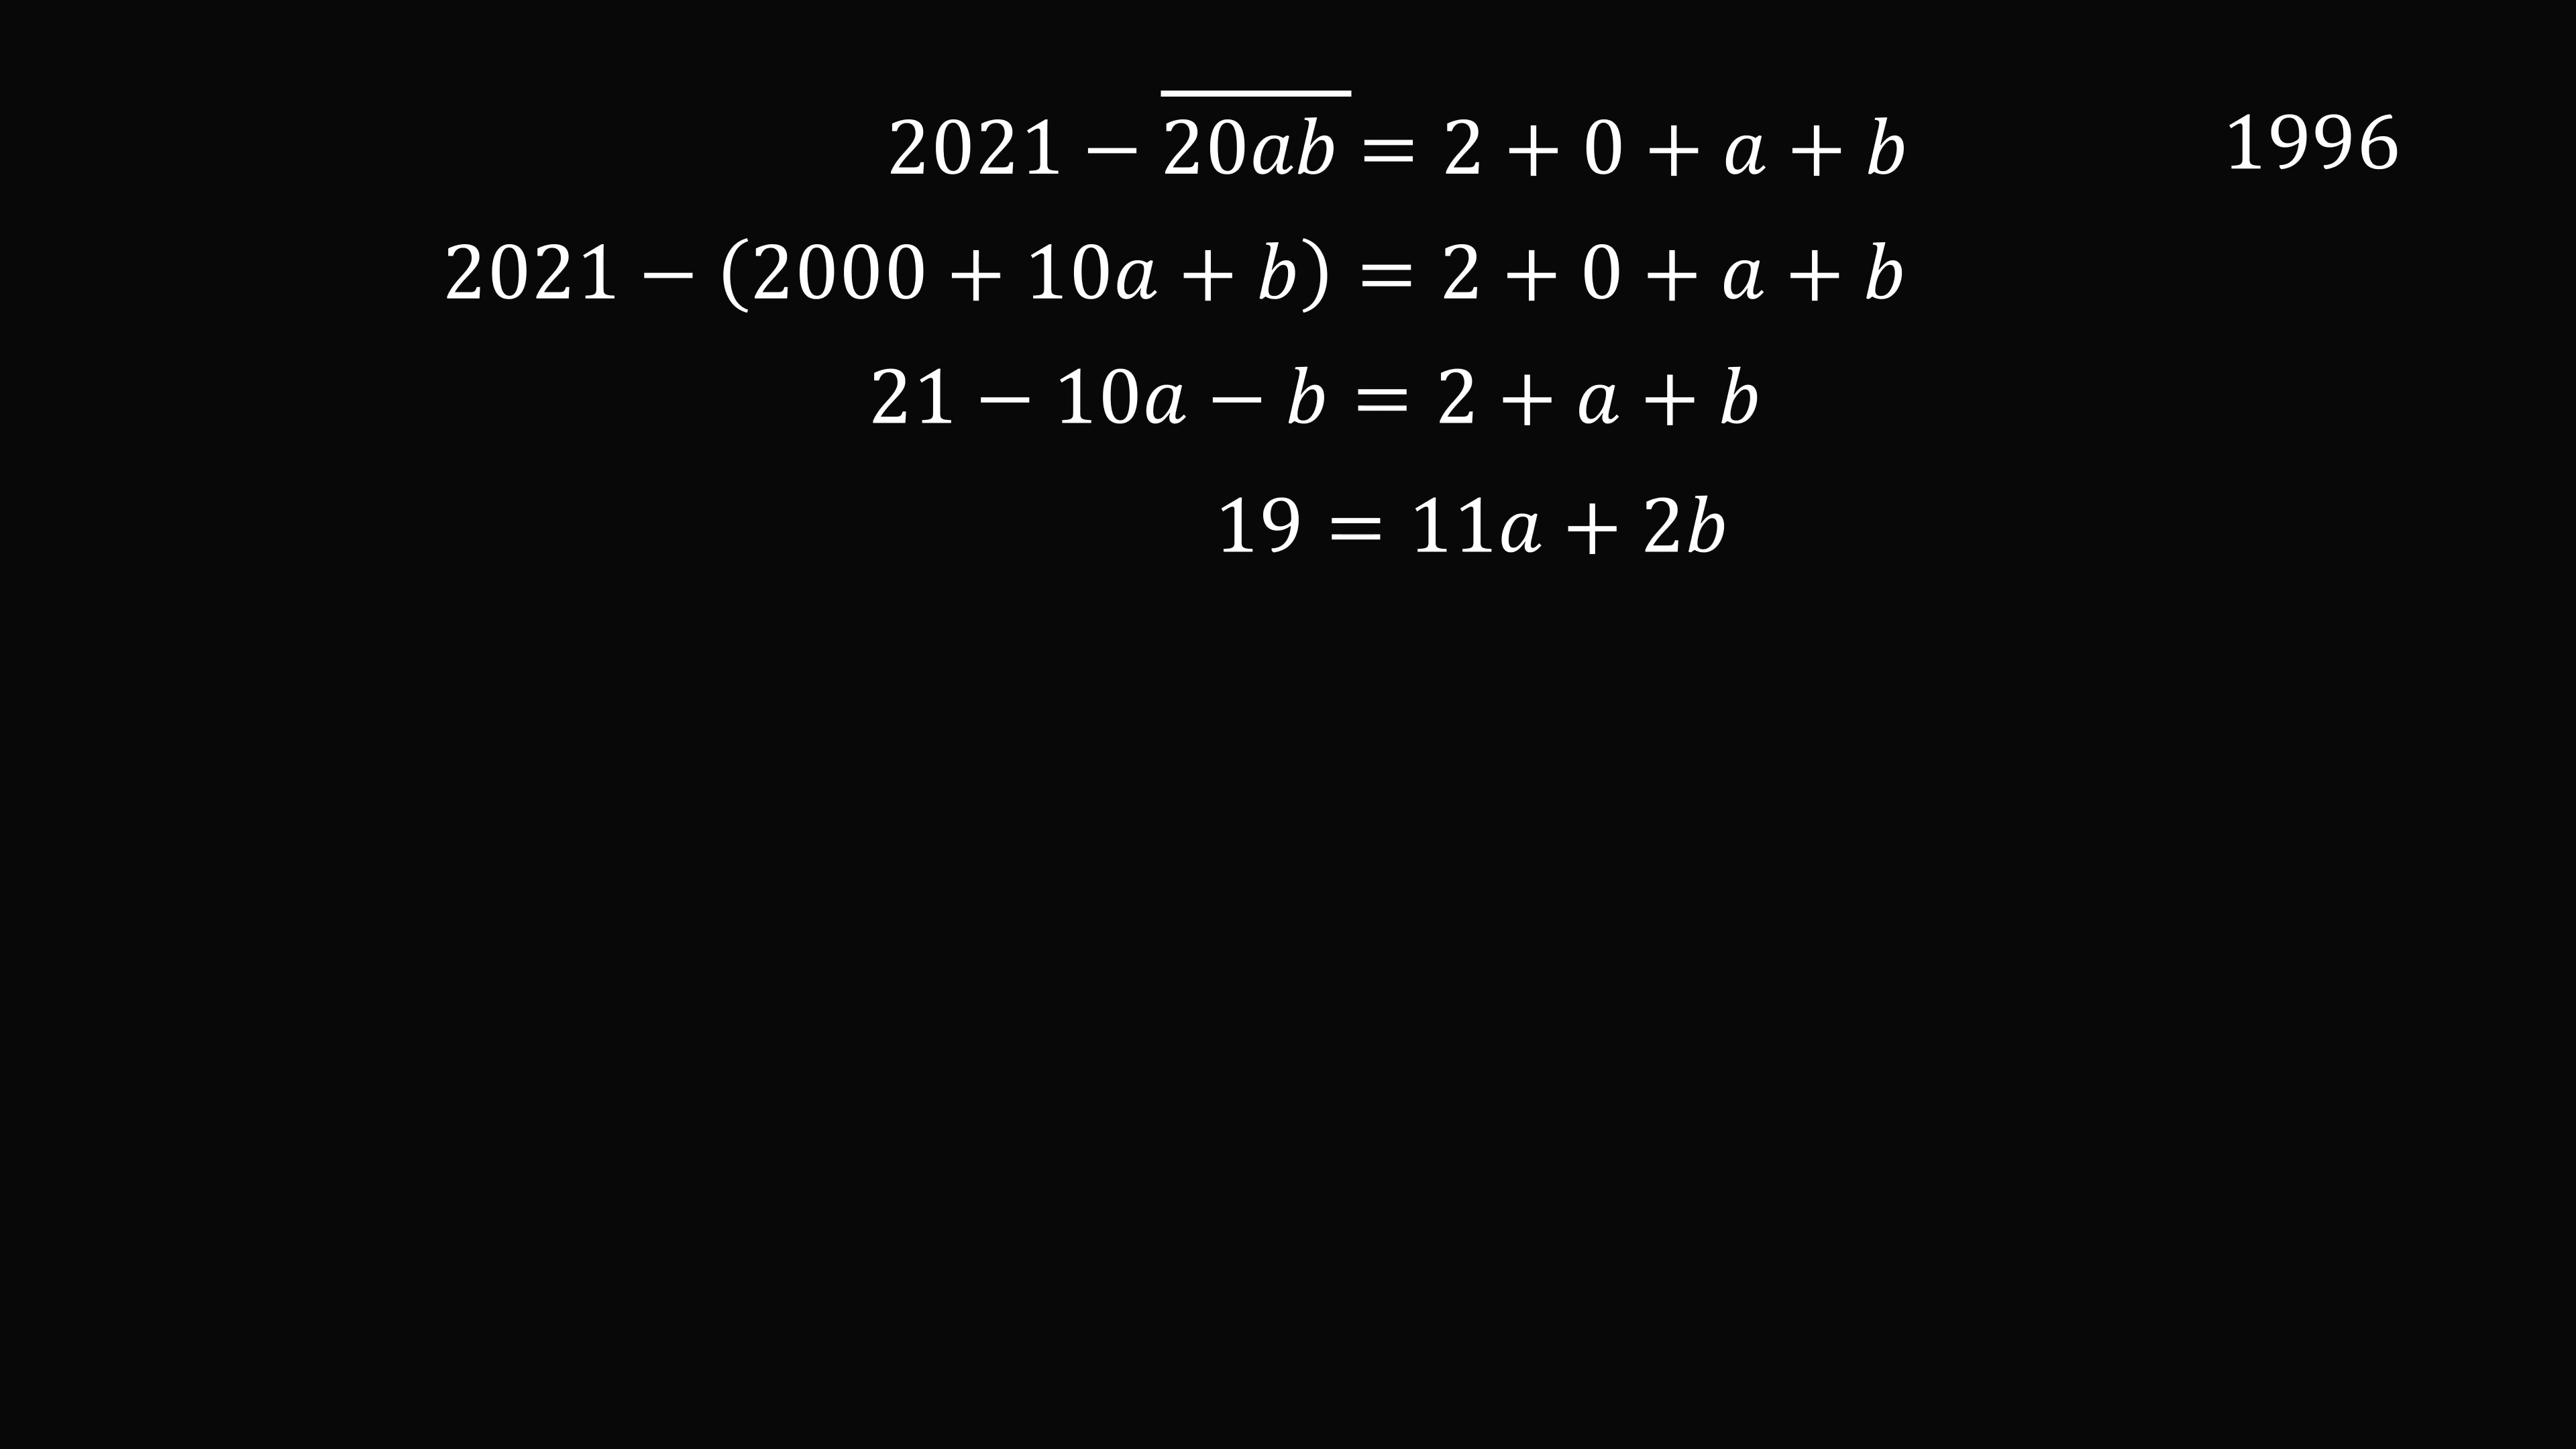 2021 − 20ab̅ = 2 + 0 + a + b
1996
2021 − (2000 + 10a + b) = 2 + 0 + a + b
21 − 10a − b = 2 + a + b
19 = 11a + 2b